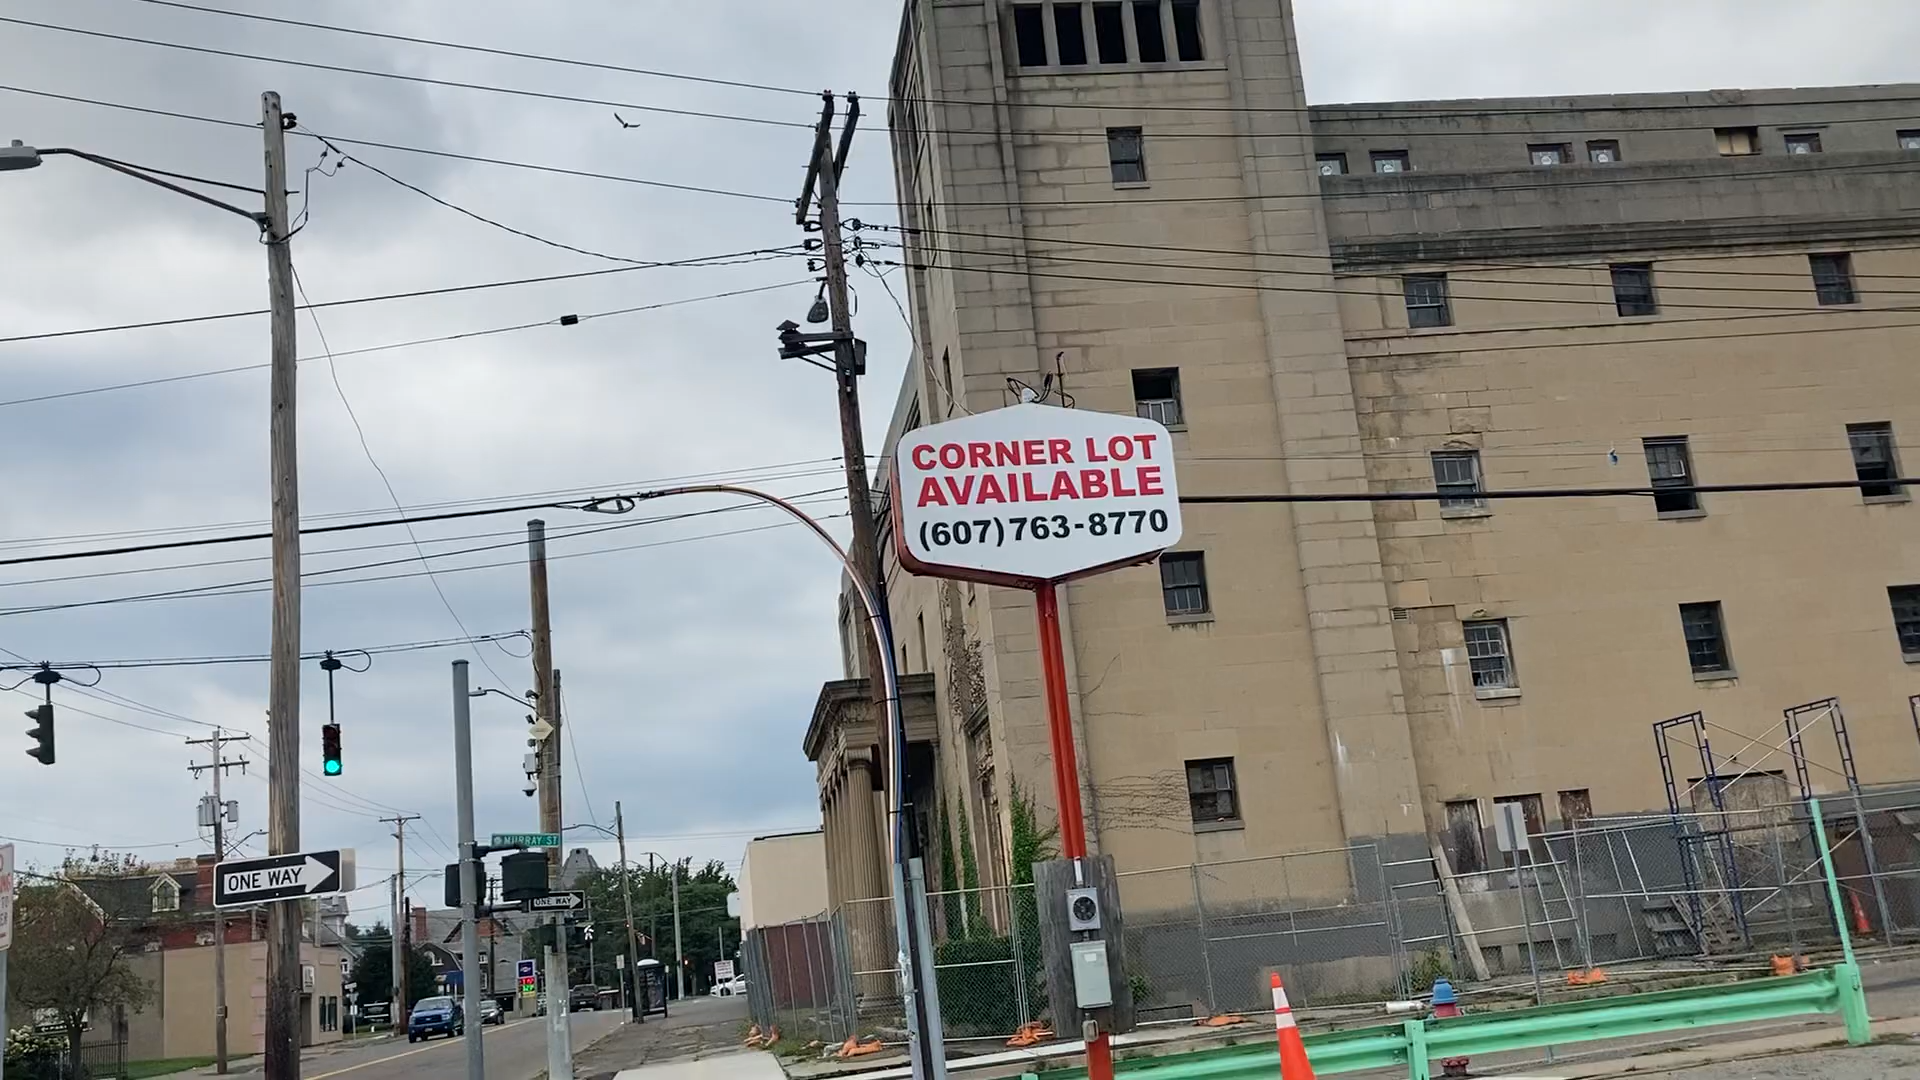 CORNER LOT
AVAILABLE
(607)763-8770
MURRAY ST
ONE WAY
ONE WAY